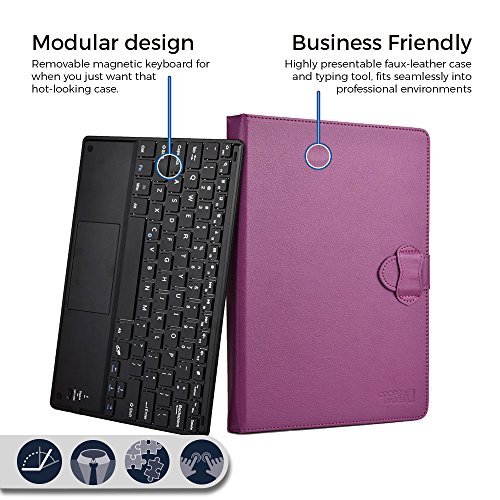 Modular design
Removable magnetic keyboard for
when you just want that
hot-looking case.
Business Friendly
Highly presentable faux-leather case
and typing tool, fits seamlessly into
professional environments